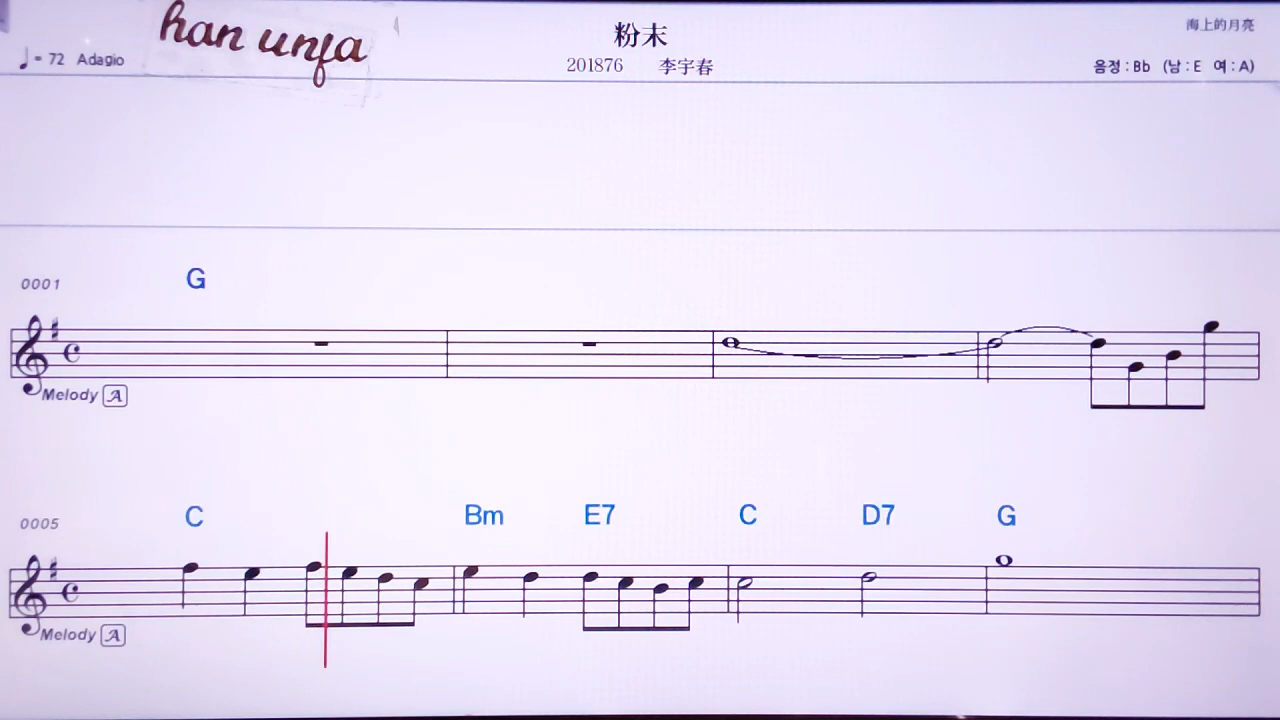 han unja
♩= 72 Adagio
粉末
海上的月亮
201876 李宇春
음정 : Bb (남 : E 여 : A)
0001 G
Melody A
0005 C Bm E7 C D7 G
Melody A